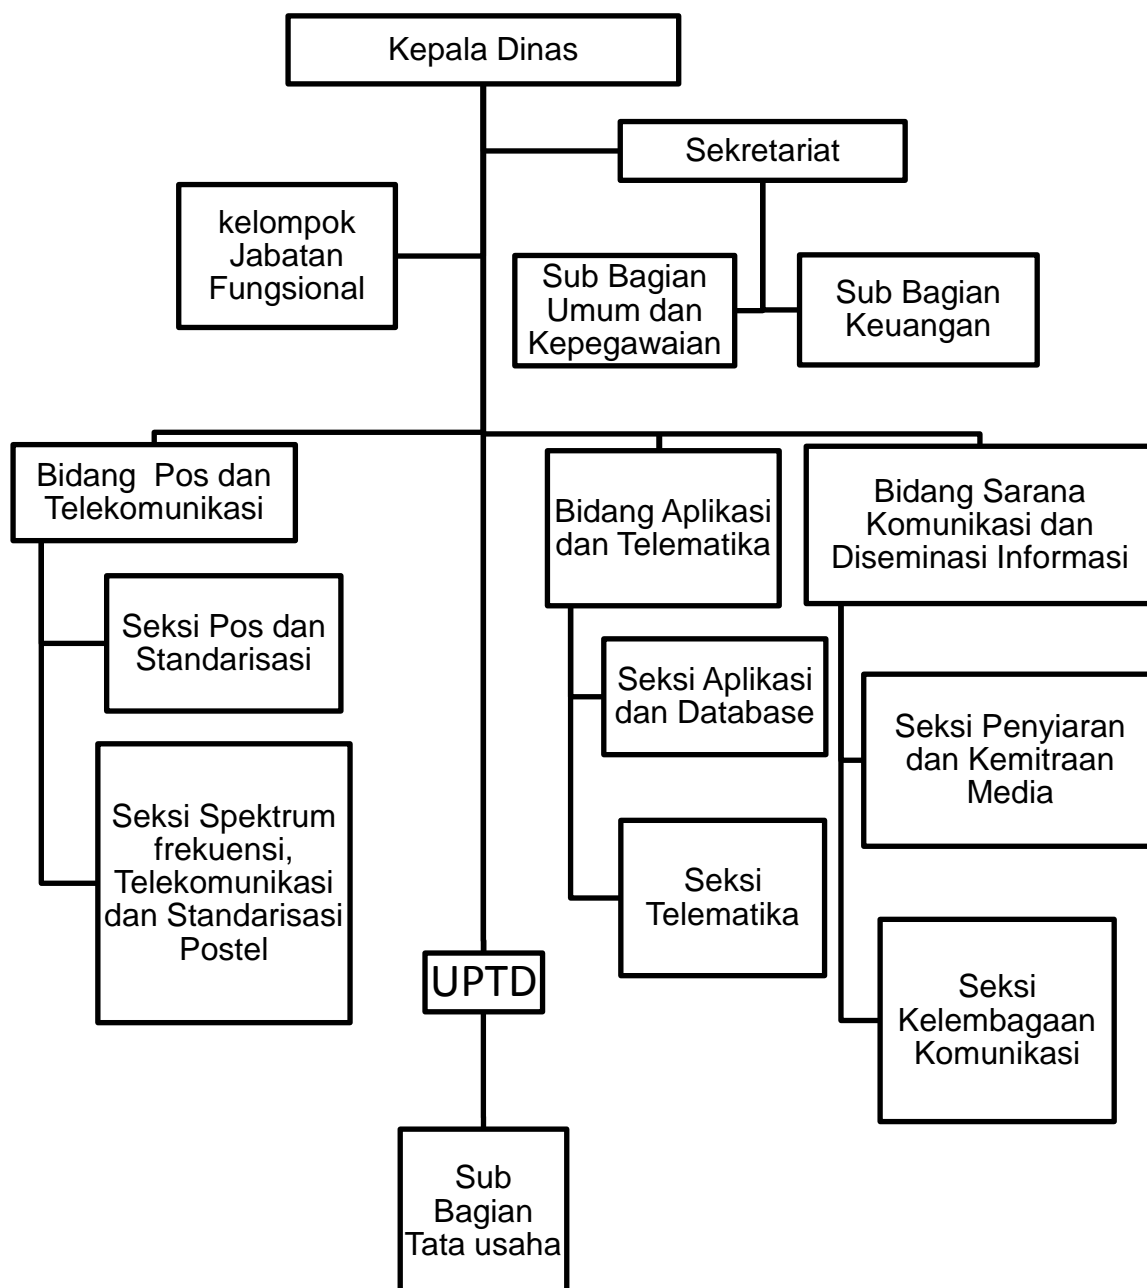 Kepala Dinas
Sekretariat
kelompok
Jabatan
Fungsional
Sub Bagian
Umum dan
Kepegawaian
Sub Bagian
Keuangan
Bidang Pos dan
Telekomunikasi
Bidang Aplikasi
dan Telematika
Bidang Sarana
Komunikasi dan
Diseminasi Informasi
Seksi Pos dan
Standarisasi
Seksi Aplikasi
dan Database
Seksi Penyiaran
dan Kemitraan
Media
Seksi Spektrum
frekuensi,
Telekomunikasi
dan Standarisasi
Postel
Seksi
Telematika
UPTD
Seksi
Kelembagaan
Komunikasi
Sub
Bagian
Tata usaha